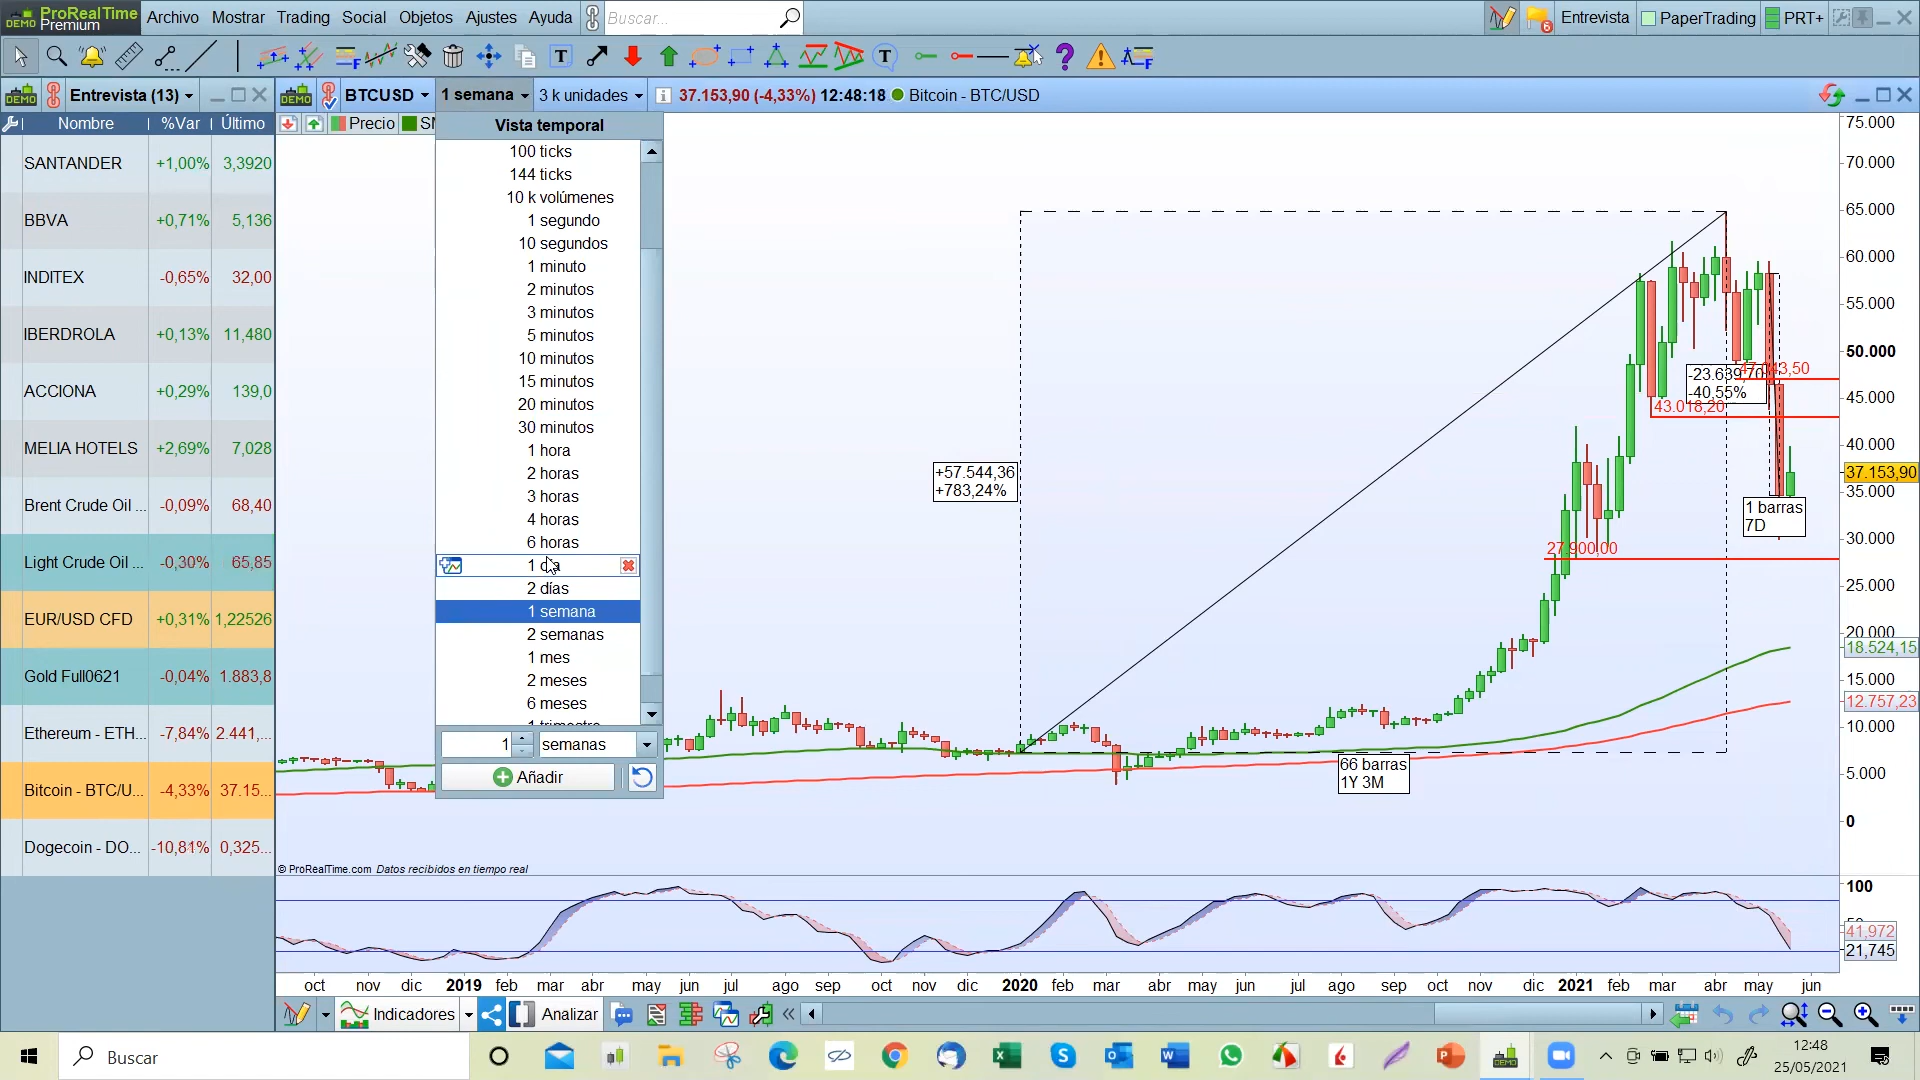 DEMO ProRealTime Premium
Archivo Mostrar Trading Social Objetos Ajustes Ayuda Buscar... 6 Entrevista PaperTrading PRT+
DEMO Entrevista (13)
DEMO BTCUSD 1 semana 3 k unidades 37.153,90 (-4,33%) 12:48:18 Bitcoin - BTC/USD
Nombre %Var Último
Precio
SANTANDER +1,00% 3,3920
BBVA +0,71% 5,136
INDITEX -0,65% 32,00
IBERDROLA +0,13% 11,480
ACCIONA +0,29% 139,0
MELIA HOTELS +2,69% 7,028
Brent Crude Oil ... -0,09% 68,40
Light Crude Oil ... -0,30% 65,85
EUR/USD CFD +0,31% 1,22526
Gold Full0621 -0,04% 1.883,8
Ethereum - ETH... -7,84% 2.441,...
Bitcoin - BTC/U... -4,33% 37.15...
Dogecoin - DO... -10,81% 0,325...
Vista temporal
100 ticks
144 ticks
10 k volúmenes
1 segundo
10 segundos
1 minuto
2 minutos
3 minutos
5 minutos
10 minutos
15 minutos
20 minutos
30 minutos
1 hora
2 horas
3 horas
4 horas
6 horas
1 día
2 días
1 semana
2 semanas
1 mes
2 meses
6 meses
1 trimestre
1 semanas
Añadir
+57.544,36
+783,24%
66 barras
1Y 3M
-23.639,70
-40,55%
43.018,20
27.900,00
1 barras
7D
75.000
70.000
65.000
60.000
55.000
50.000
45.000
40.000
37.153,90
35.000
30.000
25.000
20.000
18.524,15
15.000
12.757,23
10.000
5.000
0
© ProRealTime.com Datos recibidos en tiempo real
100
50
41,972
21,745
oct nov dic 2019 feb mar abr may jun jul ago sep oct nov dic 2020 feb mar abr may jun jul ago sep oct nov dic 2021 feb mar abr may jun
Indicadores Analizar
Buscar
12:48
25/05/2021